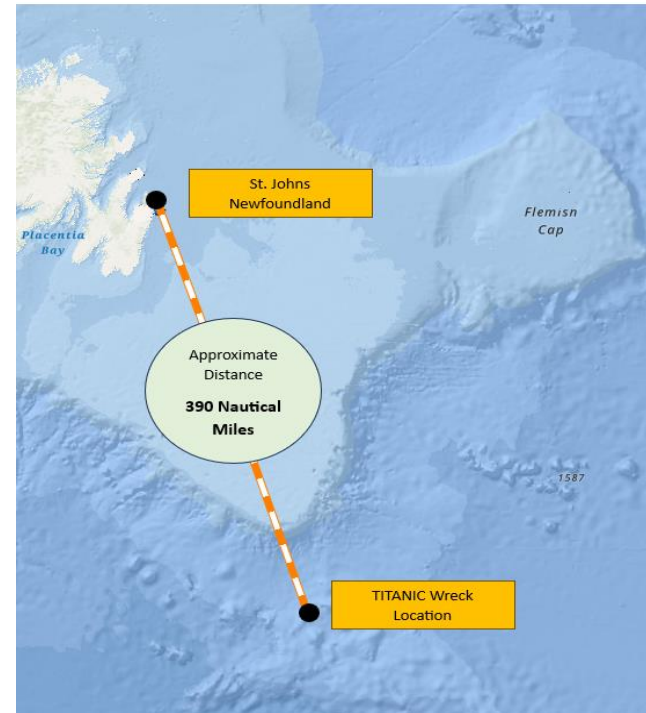 St. Johns
Newfoundland
Placentia
Bay
Flemisn
Cap
Approximate
Distance
390 Nautical
Miles
1587
TITANIC Wreck
Location